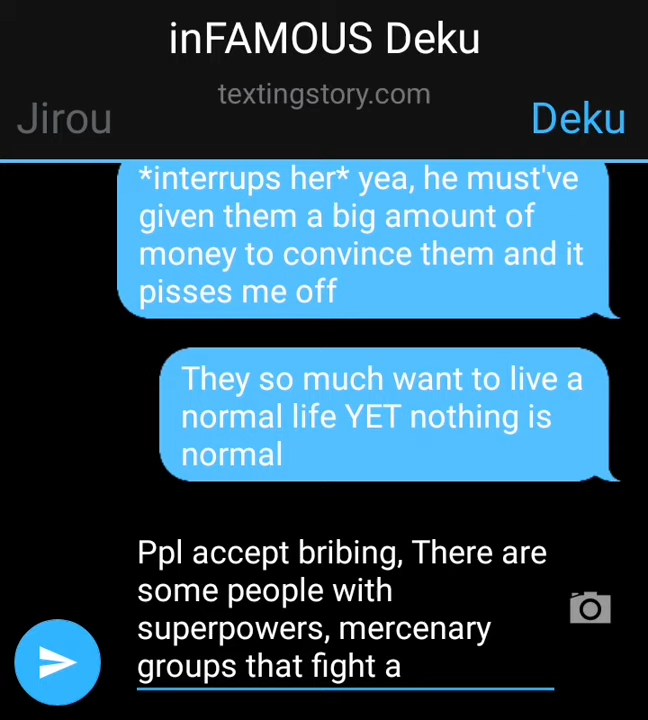 inFAMOUS Deku
textingstory.com
Jirou
Deku
*interrups her* yea, he must've
given them a big amount of
money to convince them and it
pisses me off
They so much want to live a
normal life YET nothing is
normal
Ppl accept bribing, There are
some people with
superpowers, mercenary
groups that fight a